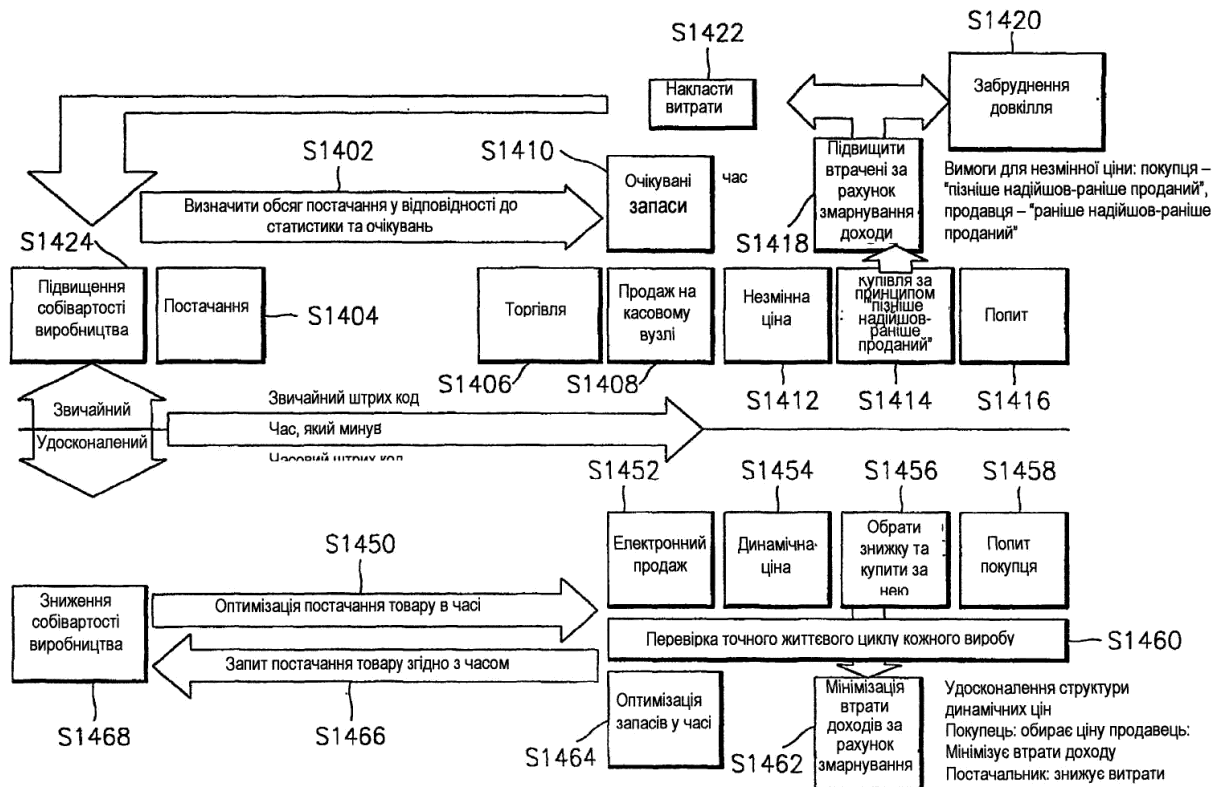 S1420
S1422
Накласти
витрати
Забруднення
довкілля
S1402
S1410
Очікувані
запаси
час
Підвищити
втрачені за
рахунок
змарнування
доходи
Вимоги для незмінної ціни: покупця –
"пізніше надійшов-раніше проданий",
продавця – "раніше надійшов-раніше
проданий"
Визначити обсяг постачання у відповідності до
статистики та очікувань
S1424
S1418
Підвищення
собівартості
виробництва
Постачання
S1404
Торгівля
Продаж на
касовому
вузлі
Незмінна
ціна
купівля за
принципом
"пізніше
надійшов-
раніше
проданий"
Попит
S1406
S1408
S1412
S1414
S1416
Звичайний
Удосконалений
Звичайний штрих код
Час, який минув
Часовий штрих код
S1452
S1454
S1456
S1458
Електронний
продаж
Динамічна
ціна
Обрати
знижку та
купити за
нею
Попит
покупця
S1450
Зниження
собівартості
виробництва
Оптимізація постачання товару в часі
Перевірка точного життєвого циклу кожного виробу
S1460
Запит постачання товару згідно з часом
S1468
S1466
Оптимізація
запасів у часі
S1464
Мінімізація
втрати
доходів за
рахунок
змарнування
S1462
Удосконалення структури
динамічних цін
Покупець: обирає ціну продавець:
Мінімізує втрати доходу
Постачальник: знижує витрати